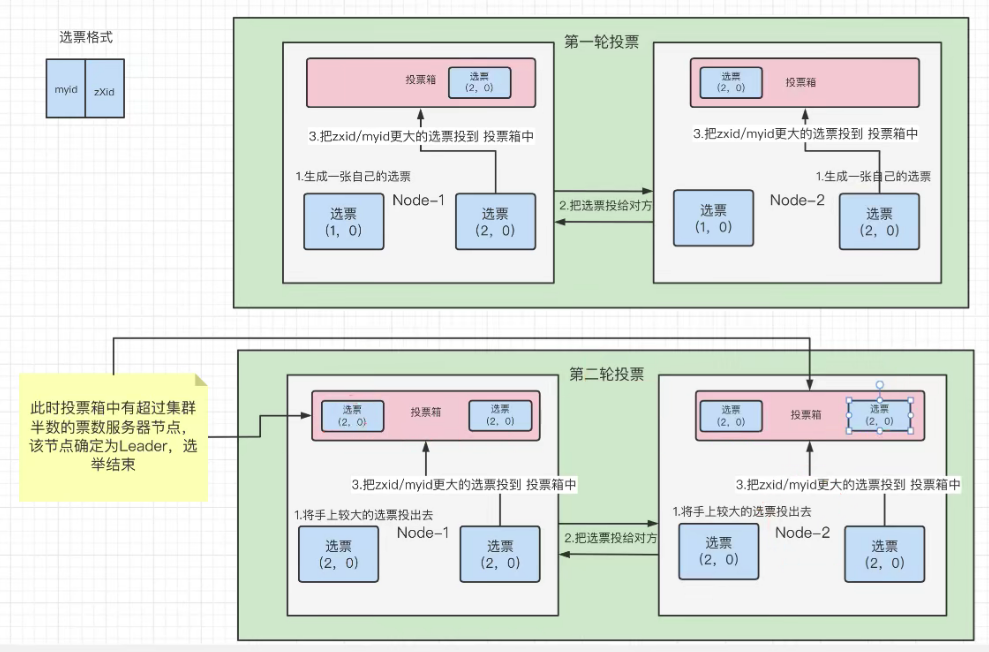 选票格式
myid
zXid
第一轮投票
投票箱
选票
(2, 0)
3.把zxid/myid更大的选票投到 投票箱中
1.生成一张自己的选票
Node-1
选票
(1, 0)
选票
(2, 0)
2.把选票投给对方
选票
(2, 0)
投票箱
3.把zxid/myid更大的选票投到 投票箱中
1.生成一张自己的选票
Node-2
选票
(1, 0)
选票
(2, 0)
第二轮投票
此时投票箱中有超过集群
半数的票数服务器节点,
该节点确定为Leader，选
举结束
选票
(2, 0)
投票箱
选票
(2, 0)
3.把zxid/myid更大的选票投到 投票箱中
1.将手上较大的选票投出去
Node-1
选票
(2, 0)
选票
(2, 0)
2.把选票投给对方
选票
(2, 0)
投票箱
选票
(2, 0)
3.把zxid/myid更大的选票投到 投票箱中
1.将手上较大的选票投出去
Node-2
选票
(2, 0)
选票
(2, 0)